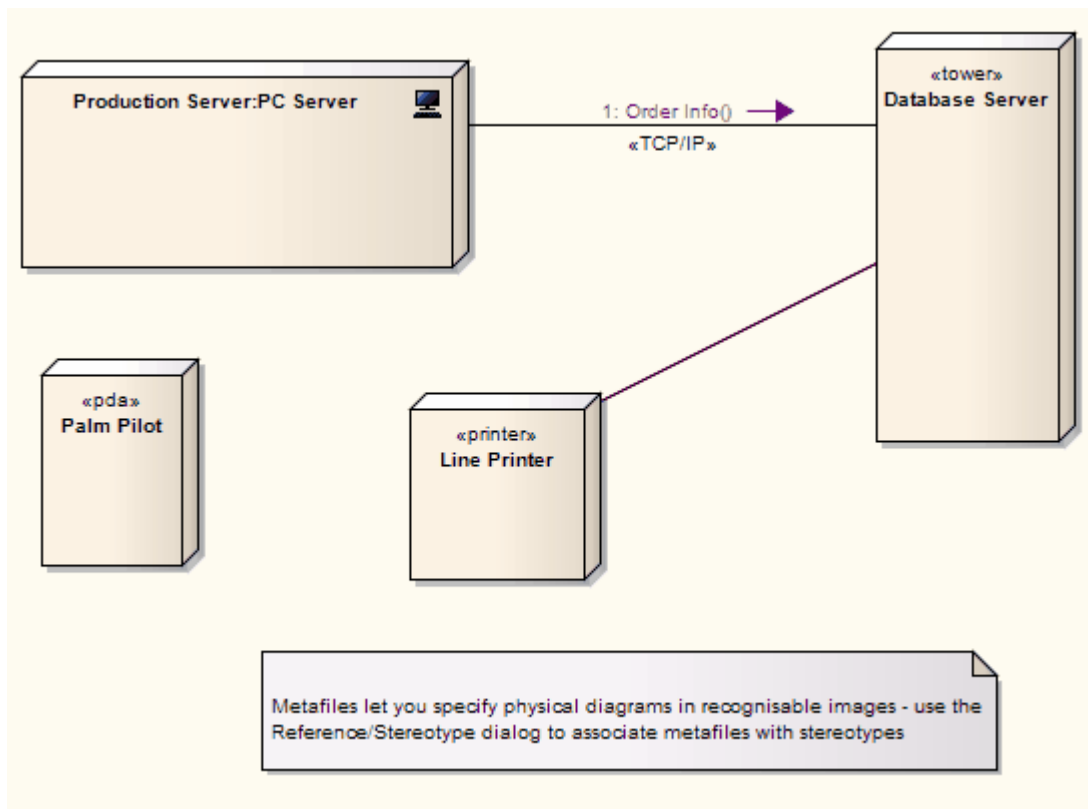 Production Server:PC Server
1: Order Info()
«TCP/IP»
«tower»
Database Server
«pda»
Palm Pilot
«printer»
Line Printer
Metafiles let you specify physical diagrams in recognisable images - use the
Reference/Stereotype dialog to associate metafiles with stereotypes